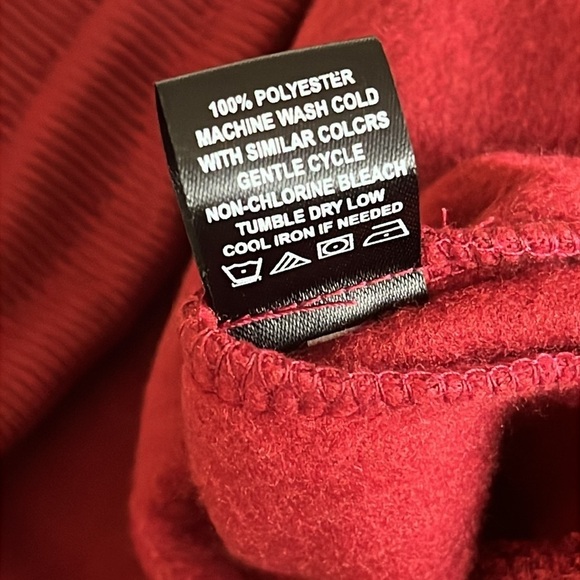 100% POLYESTER
MACHINE WASH COLD
WITH SIMILAR COLORS
GENTLE CYCLE
NON-CHLORINE BLEACH
TUMBLE DRY LOW
COOL IRON IF NEEDED